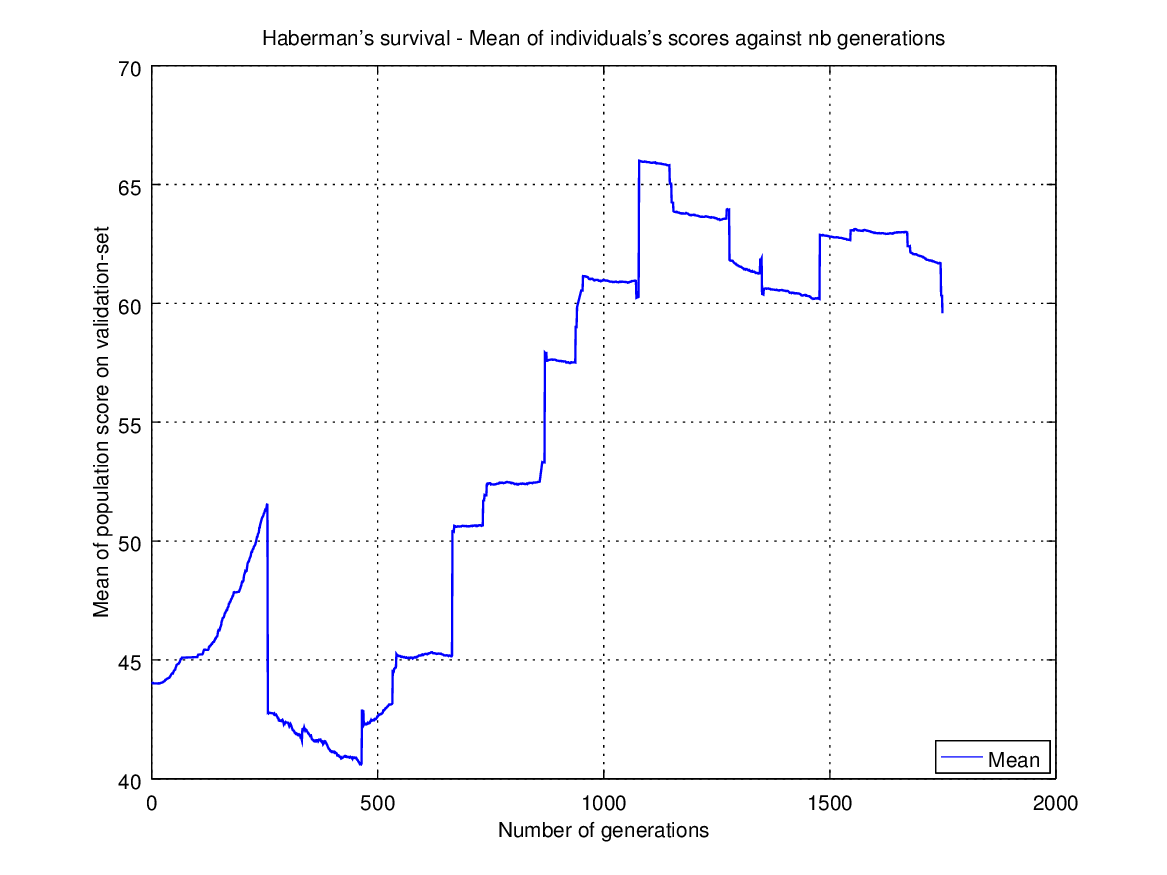 Haberman's survival - Mean of individuals's scores against nb generations
70
65
60
55
50
45
40
Mean of population score on validation-set
0 500 1000 1500 2000
Number of generations
Mean